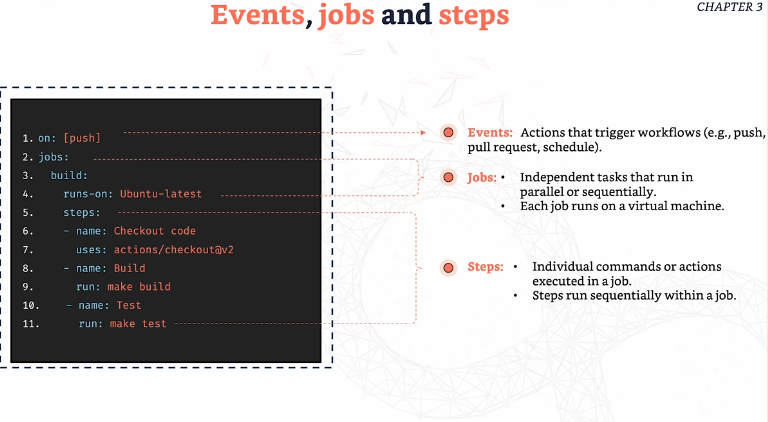 Events, jobs and steps
CHAPTER 3
1. on: [push]
2. jobs:
3. build:
4. runs-on: Ubuntu-latest
5. steps:
6. - name: Checkout code
7. uses: actions/checkout@v2
8. - name: Build
9. run: make build
10. - name: Test
11. run: make test
Events: Actions that trigger workflows (e.g., push,
pull request, schedule).
Jobs: • Independent tasks that run in
parallel or sequentially.
• Each job runs on a virtual machine.
Steps: • Individual commands or actions
executed in a job.
• Steps run sequentially within a job.